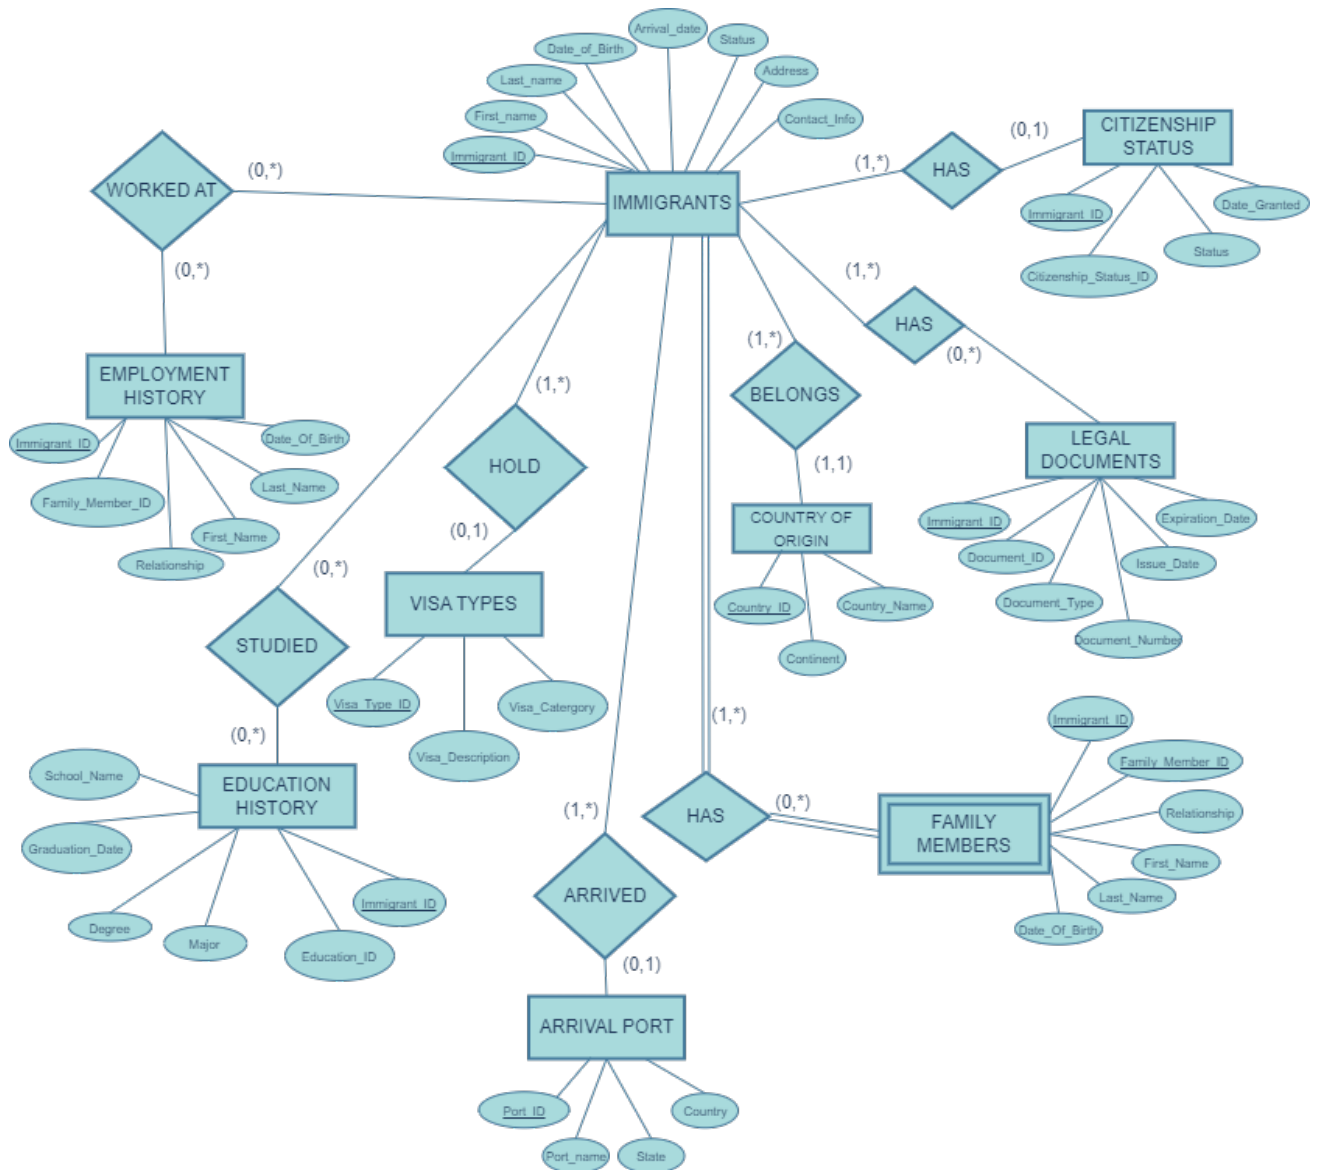 Arrival_date
Status
Date_of_Birth
Address
Last_name
First_name
Contact_Info
Immigrant_ID
(0,1)
CITIZENSHIP
STATUS
(0,*)
(1,*)
HAS
WORKED AT
IMMIGRANTS
Immigrant_ID
Date_Granted
Status
Citizenship_Status_ID
(0,*)
(1,*)
HAS
(1,*)
(0,*)
EMPLOYMENT
HISTORY
(1,*)
BELONGS
Immigrant_ID
Date_Of_Birth
Family_Member_ID
Last_Name
First_Name
Relationship
HOLD
(1,1)
LEGAL
DOCUMENTS
(0,1)
COUNTRY OF
ORIGIN
Immigrant_ID
Expiration_Date
Document_ID
Issue_Date
Document_Type
Document_Number
(0,*)
VISA TYPES
Country_ID
Country_Name
Continent
STUDIED
Visa_Type_ID
Visa_Catergory
Visa_Description
(0,*)
(1,*)
Immigrant_ID
Family_Member_ID
Relationship
First_Name
Last_Name
Date_Of_Birth
School_Name
EDUCATION
HISTORY
(1,*)
HAS
(0,*)
FAMILY
MEMBERS
Graduation_Date
Immigrant_ID
Degree
Major
Education_ID
ARRIVED
(0,1)
ARRIVAL PORT
Port_ID
Country
Port_name
State